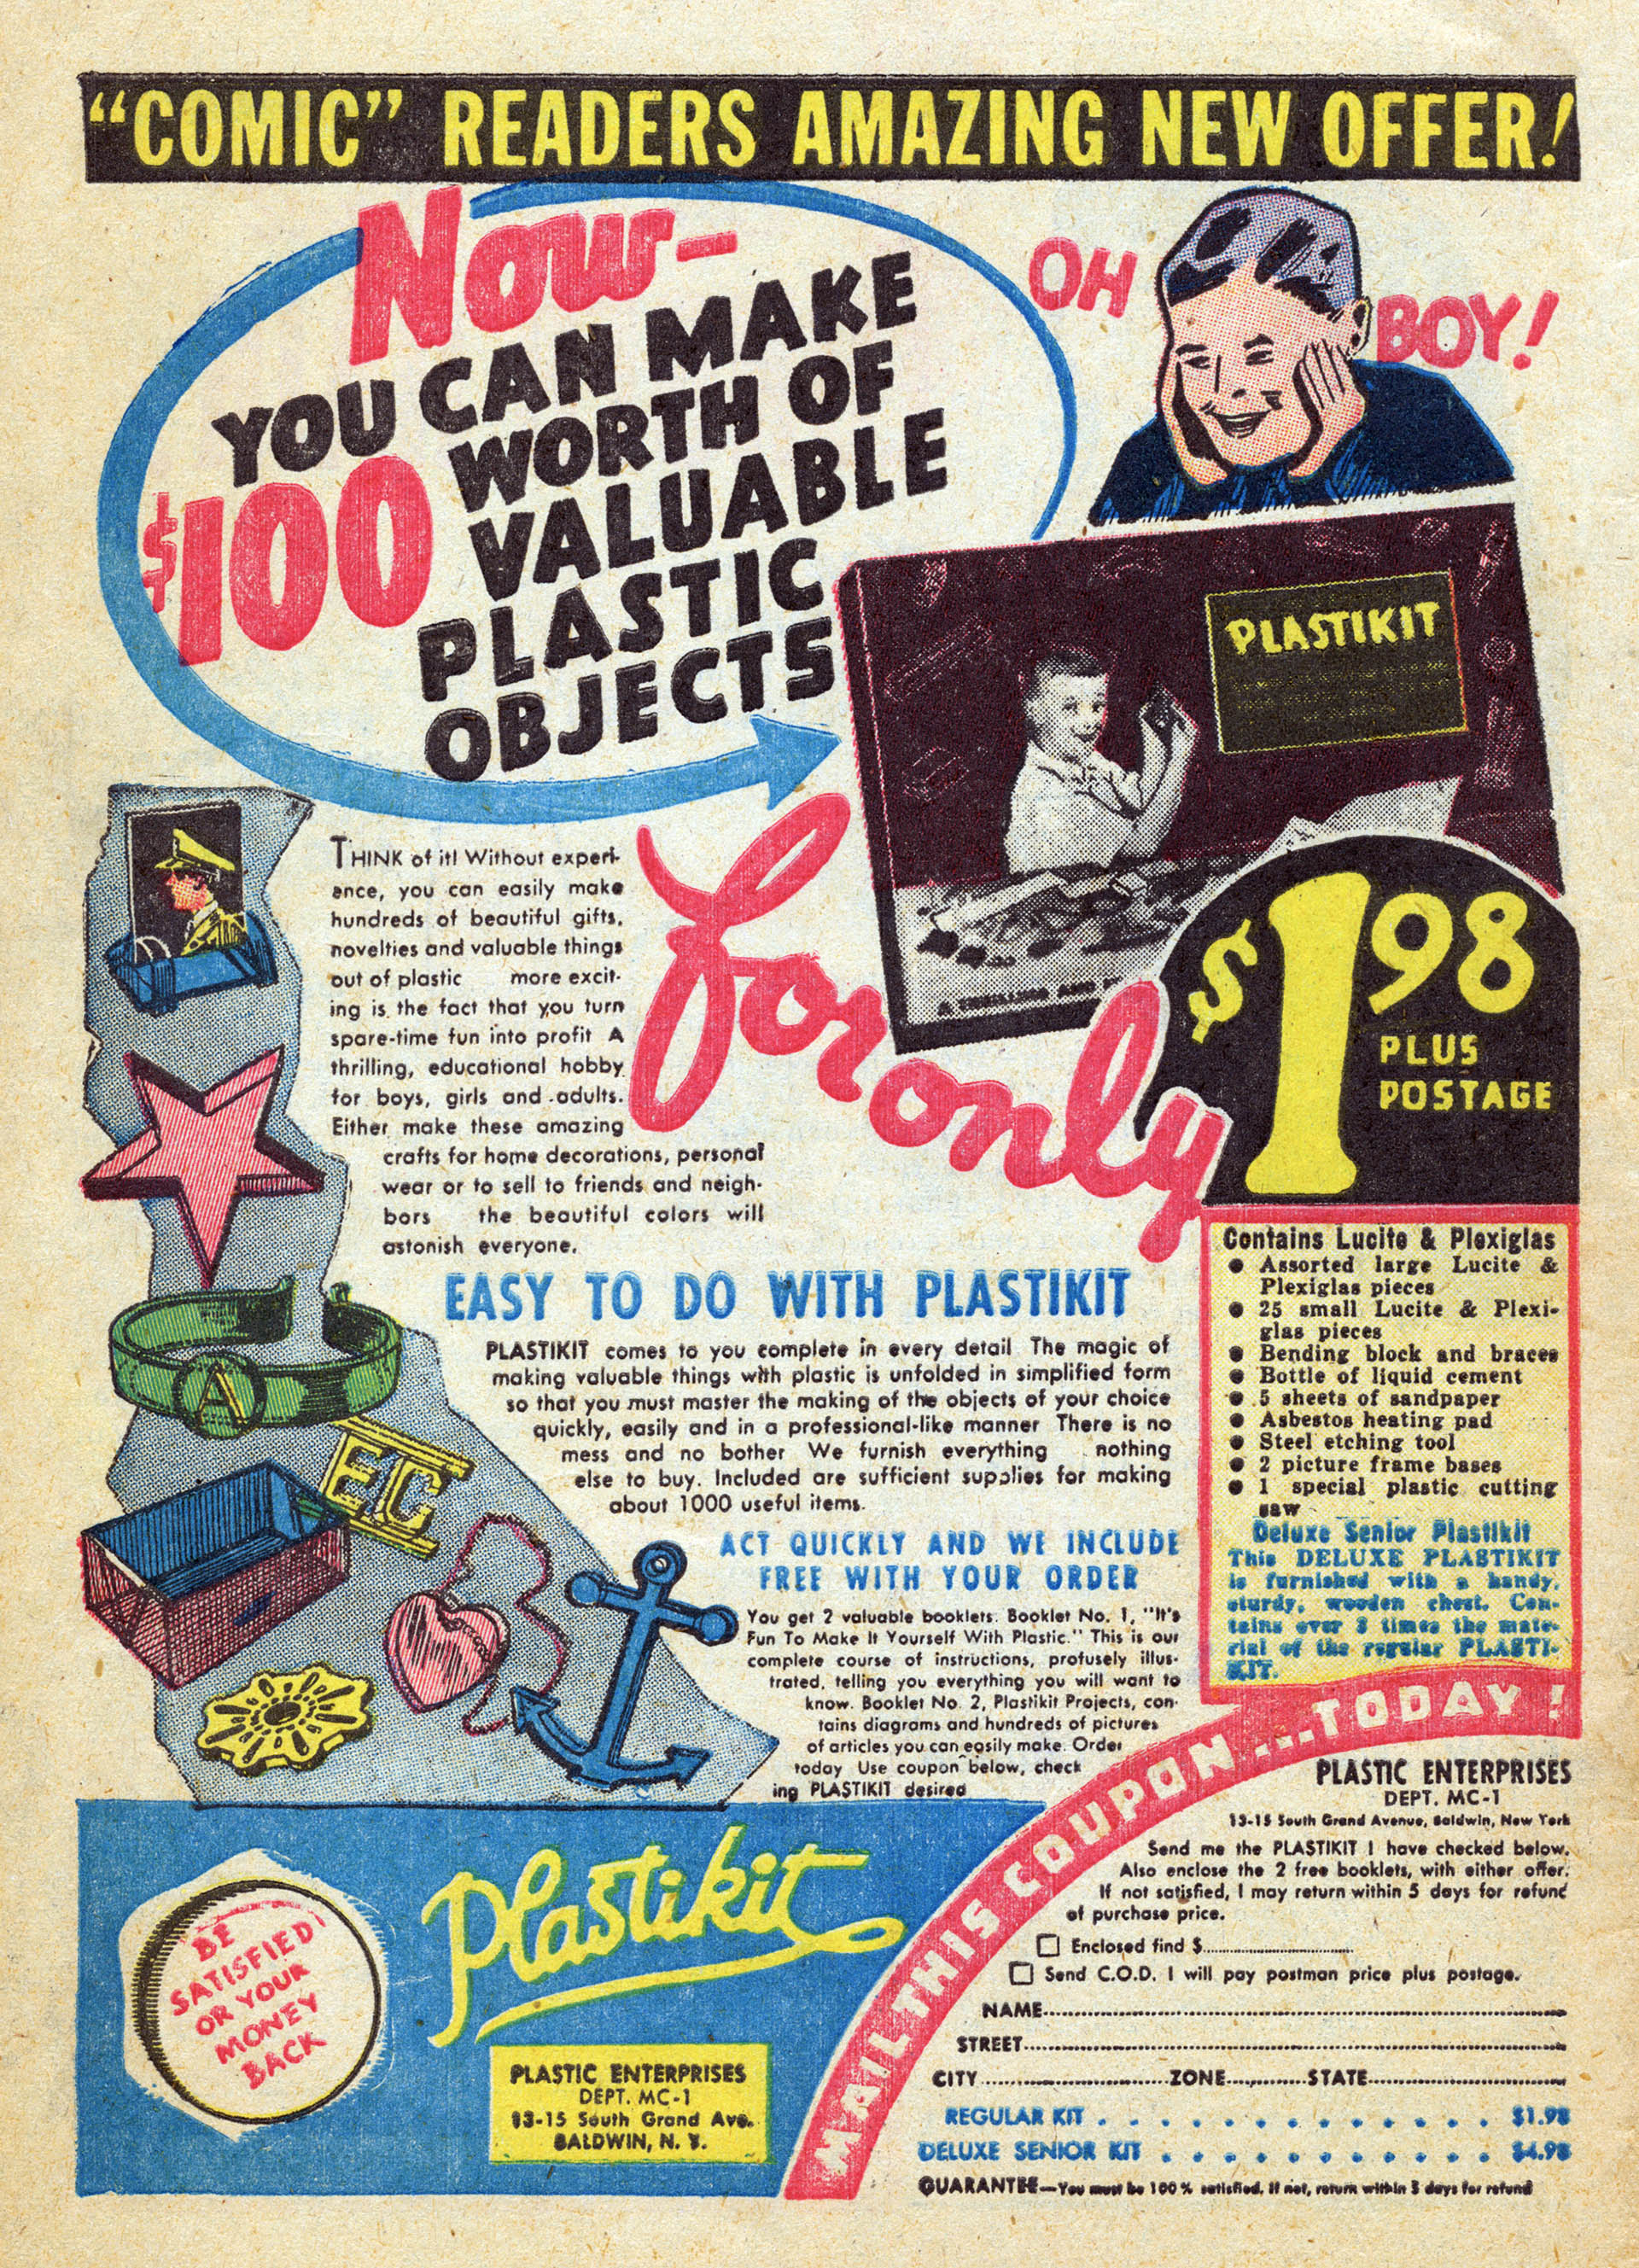 “COMIC” READERS AMAZING NEW OFFER!
Now-
YOU CAN MAKE
$100 WORTH OF
VALUABLE
PLASTIC
OBJECTS
OH
BOY!
PLASTIKIT
for only
$1.98
PLUS
POSTAGE
THINK of it! Without experi-
ence, you can easily make
hundreds of beautiful gifts,
novelties and valuable things
out of plastic more excit-
ing is the fact that you turn
spare-time fun into profit A
thrilling, educational hobby
for boys, girls and adults.
Either make these amazing
crafts for home decorations, personal
wear or to sell to friends and neigh-
bors the beautiful colors will
astonish everyone.
A
EC
EASY TO DO WITH PLASTIKIT
PLASTIKIT comes to you complete in every detail The magic of
making valuable things with plastic is unfolded in simplified form
so that you must master the making of the objects of your choice
quickly, easily and in a professional-like manner There is no
mess and no bother We furnish everything nothing
else to buy. Included are sufficient supplies for making
about 1000 useful items.
ACT QUICKLY AND WE INCLUDE
FREE WITH YOUR ORDER
You get 2 valuable booklets. Booklet No. 1, "It's
Fun To Make It Yourself With Plastic." This is our
complete course of instructions, profusely illus-
trated, telling you everything you will want to
know. Booklet No. 2, Plastikit Projects, con-
tains diagrams and hundreds of pictures
of articles you can easily make. Order
today Use coupon below, check
ing PLASTIKIT desired
Contains Lucite & Plexiglas
● Assorted large Lucite &
Plexiglas pieces
● 25 small Lucite & Plexi-
glas pieces
● Bending block and braces
● Bottle of liquid cement
● 5 sheets of sandpaper
● Asbestos heating pad
● Steel etching tool
● 2 picture frame bases
● 1 special plastic cutting
saw
Deluxe Senior Plastikit
This DELUXE PLASTIKIT
is furnished with a handy,
sturdy, wooden chest. Con-
tains over 3 times the mate-
rial of the regular PLASTI-
KIT.
MAIL THIS COUPON...TODAY!
PLASTIC ENTERPRISES
DEPT. MC-1
13-15 South Grand Avenue, Baldwin, New York
Send me the PLASTIKIT I have checked below.
Also enclose the 2 free booklets, with either offer.
If not satisfied, I may return within 5 days for refund
of purchase price.
□ Enclosed find $..............................
□ Send C.O.D. I will pay postman price plus postage.
NAME..............................
STREET..............................
CITY....................ZONE............STATE....................
REGULAR KIT . . . . . . . . . . . . . . $1.98
DELUXE SENIOR KIT . . . . . . . . . . . $4.98
GUARANTEE—You must be 100% satisfied. If not, return within 5 days for refund
BE
SATISFIED
OR YOUR
MONEY
BACK
Plastikit
PLASTIC ENTERPRISES
DEPT. MC-1
13-15 South Grand Ave.
BALDWIN, N. Y.